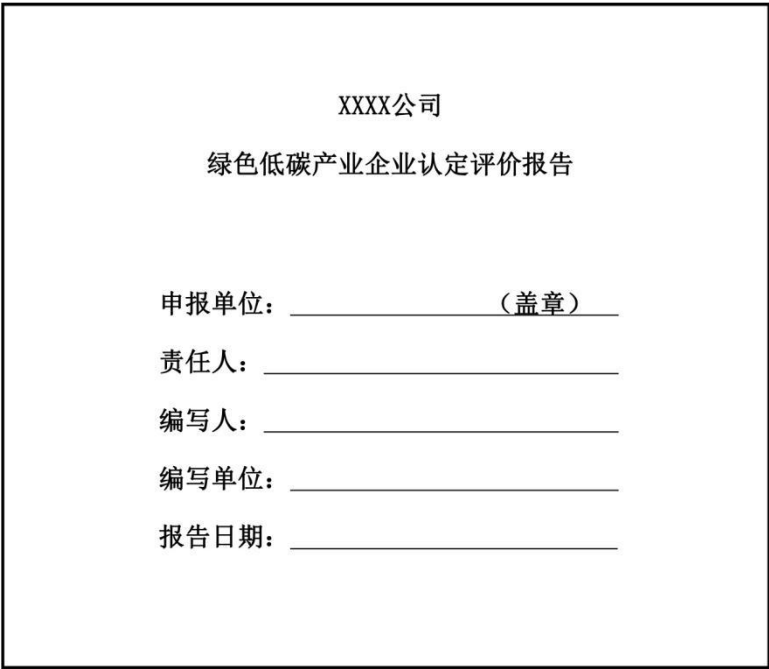 XXXX公司
绿色低碳产业企业认定评价报告
申报单位：（盖章）
责任人：
编写人：
编写单位：
报告日期：